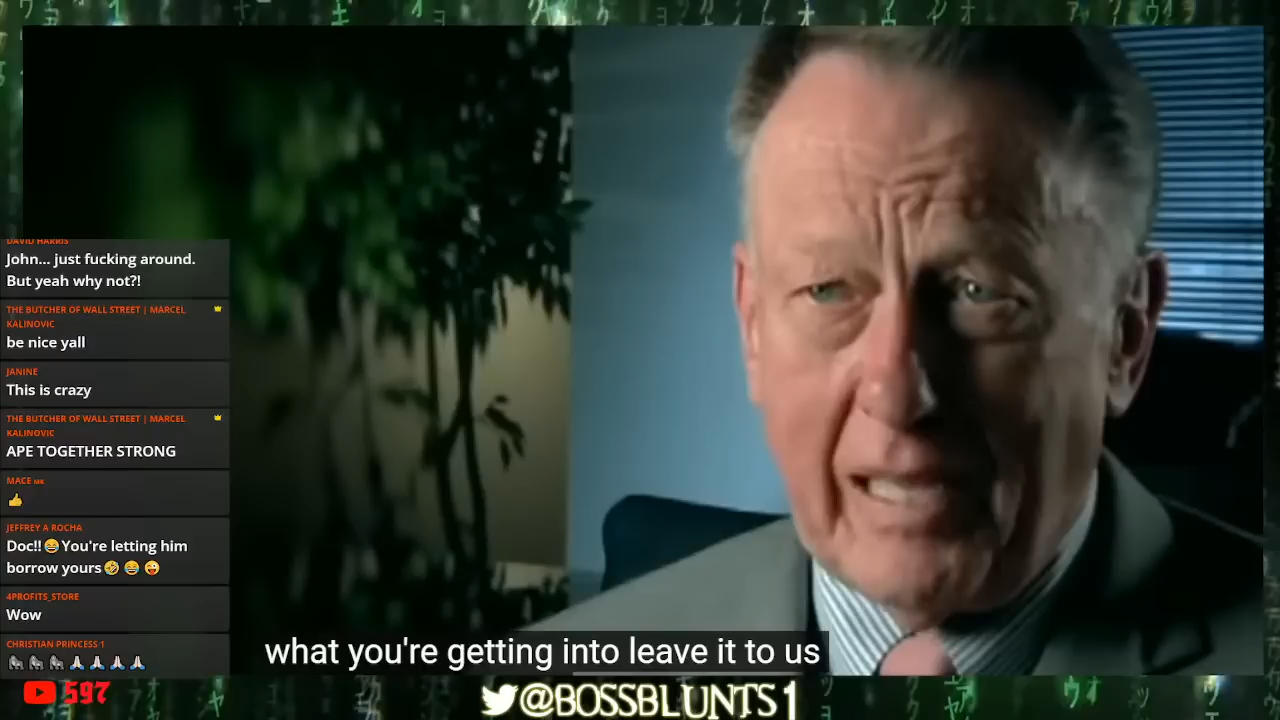 DAVID HARRIS
John... just fucking around.
But yeah why not?!
THE BUTCHER OF WALL STREET | MARCEL
KALINOVIC
be nice yall
JANINE
This is crazy
THE BUTCHER OF WALL STREET | MARCEL
KALINOVIC
APE TOGETHER STRONG
MACE MK
👍
JEFFREY A ROCHA
Doc!!😂You're letting him
borrow yours🤣😂😜
4PROFITS_STORE
Wow
CHRISTIAN PRINCESS 1
🦍🦍🦍🙏🙏🙏🙏
what you're getting into leave it to us
597
@BOSSBLUNTS1